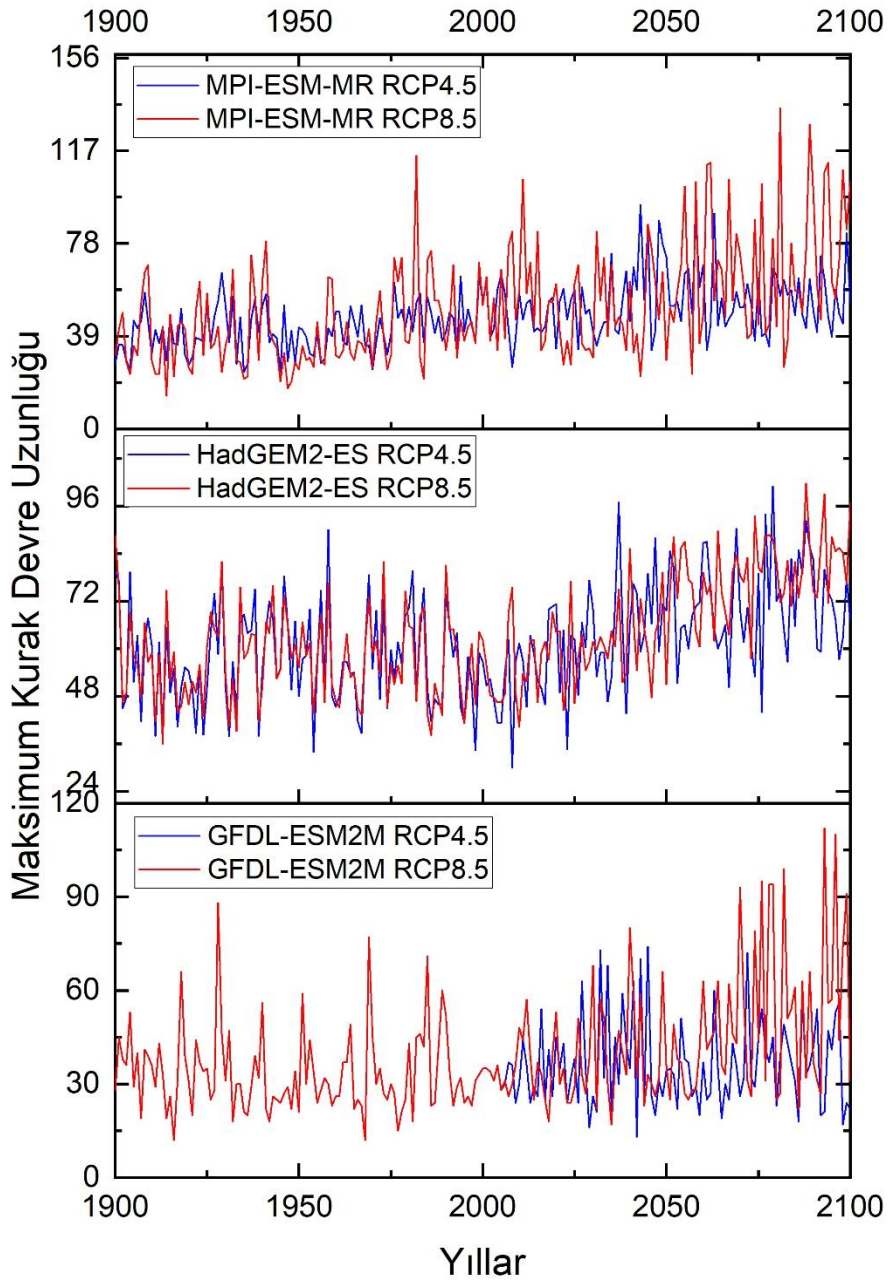 1900 1950 2000 2050 2100
Maksimum Kurak Devre Uzunluğu
156
117
78
39
0
MPI-ESM-MR RCP4.5
MPI-ESM-MR RCP8.5
96
72
48
24
HadGEM2-ES RCP4.5
HadGEM2-ES RCP8.5
120
90
60
30
0
GFDL-ESM2M RCP4.5
GFDL-ESM2M RCP8.5
1900 1950 2000 2050 2100
Yıllar